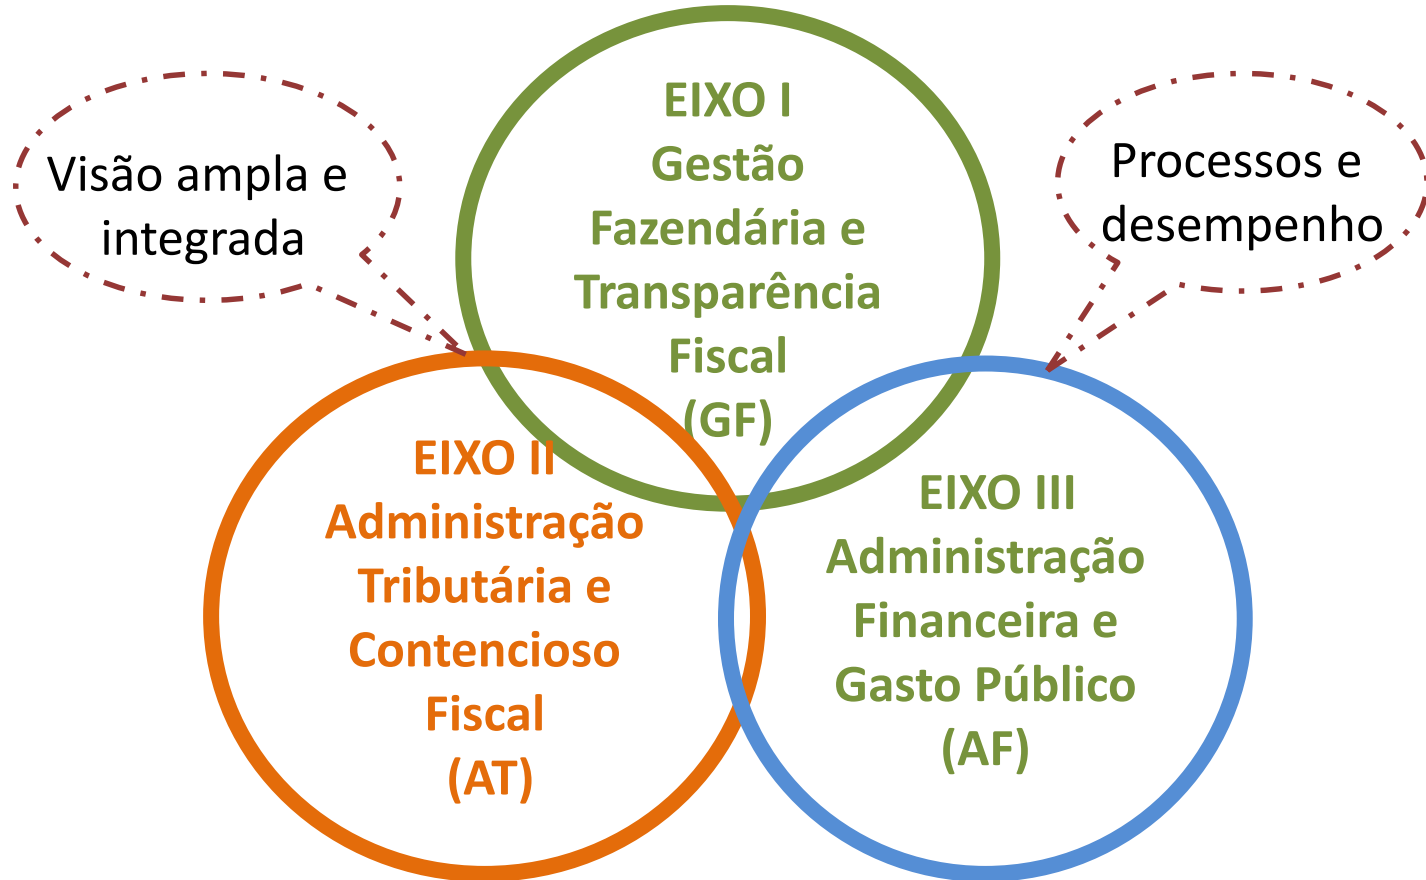 EIXO I
Gestão
Fazendária e
Transparência
Fiscal
(GF)
Visão ampla e
integrada
Processos e
desempenho
EIXO II
Administração
Tributária e
Contencioso
Fiscal
(AT)
EIXO III
Administração
Financeira e
Gasto Público
(AF)